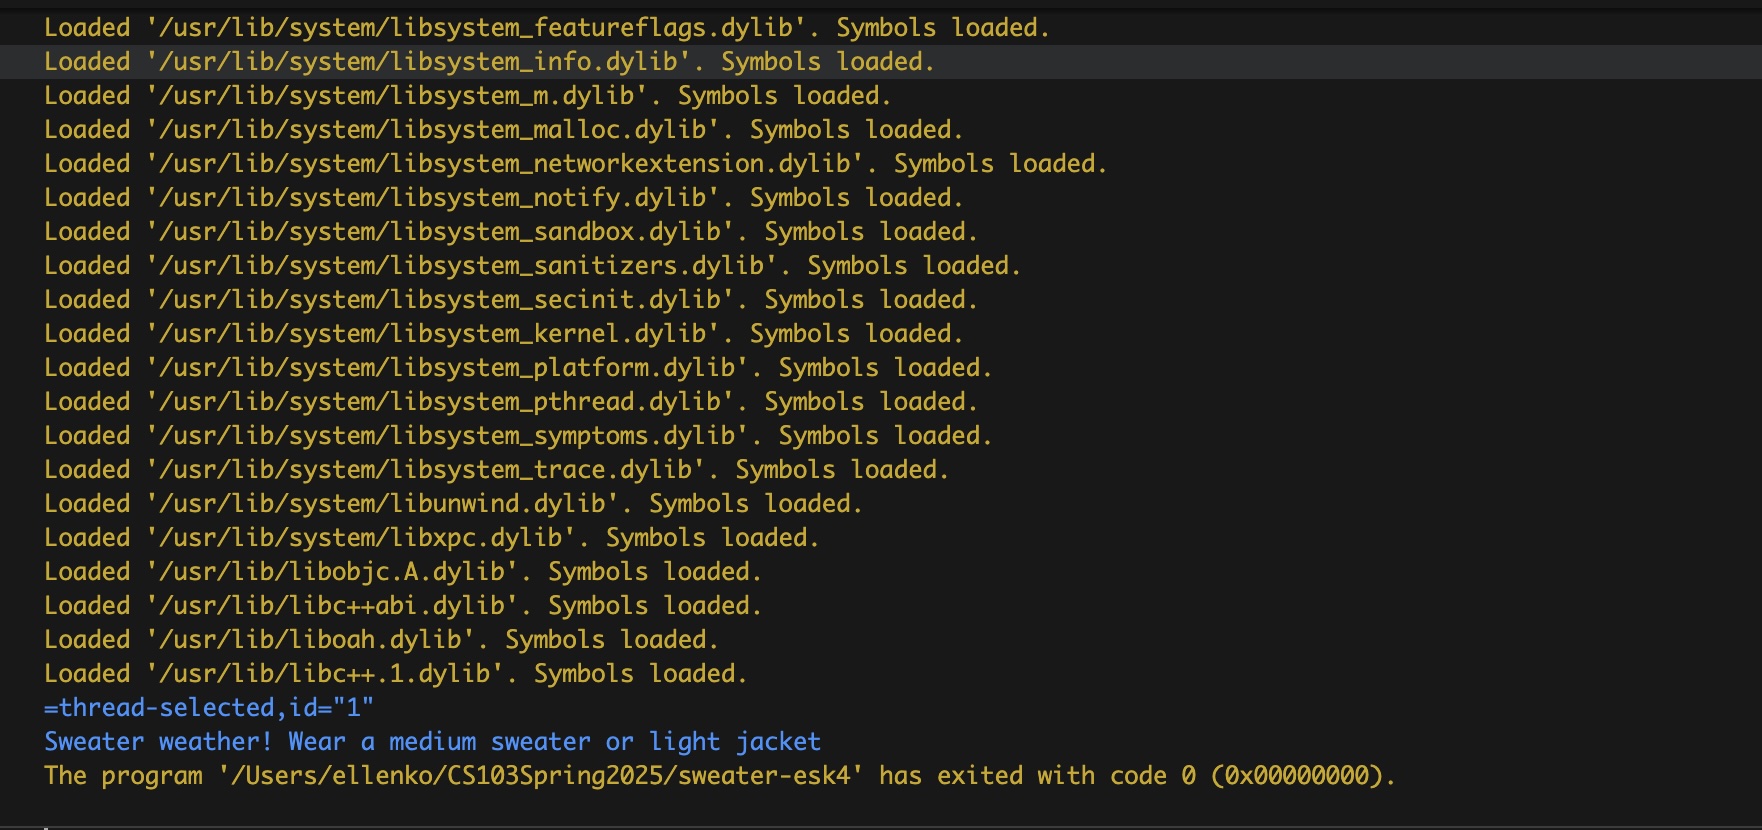 Loaded '/usr/lib/system/libsystem_featureflags.dylib'. Symbols loaded.
Loaded '/usr/lib/system/libsystem_info.dylib'. Symbols loaded.
Loaded '/usr/lib/system/libsystem_m.dylib'. Symbols loaded.
Loaded '/usr/lib/system/libsystem_malloc.dylib'. Symbols loaded.
Loaded '/usr/lib/system/libsystem_networkextension.dylib'. Symbols loaded.
Loaded '/usr/lib/system/libsystem_notify.dylib'. Symbols loaded.
Loaded '/usr/lib/system/libsystem_sandbox.dylib'. Symbols loaded.
Loaded '/usr/lib/system/libsystem_sanitizers.dylib'. Symbols loaded.
Loaded '/usr/lib/system/libsystem_secinit.dylib'. Symbols loaded.
Loaded '/usr/lib/system/libsystem_kernel.dylib'. Symbols loaded.
Loaded '/usr/lib/system/libsystem_platform.dylib'. Symbols loaded.
Loaded '/usr/lib/system/libsystem_pthread.dylib'. Symbols loaded.
Loaded '/usr/lib/system/libsystem_symptoms.dylib'. Symbols loaded.
Loaded '/usr/lib/system/libsystem_trace.dylib'. Symbols loaded.
Loaded '/usr/lib/system/libunwind.dylib'. Symbols loaded.
Loaded '/usr/lib/system/libxpc.dylib'. Symbols loaded.
Loaded '/usr/lib/libobjc.A.dylib'. Symbols loaded.
Loaded '/usr/lib/libc++abi.dylib'. Symbols loaded.
Loaded '/usr/lib/liboah.dylib'. Symbols loaded.
Loaded '/usr/lib/libc++.1.dylib'. Symbols loaded.
=thread-selected,id="1"
Sweater weather! Wear a medium sweater or light jacket
The program '/Users/ellenko/CS103Spring2025/sweater-esk4' has exited with code 0 (0x00000000).